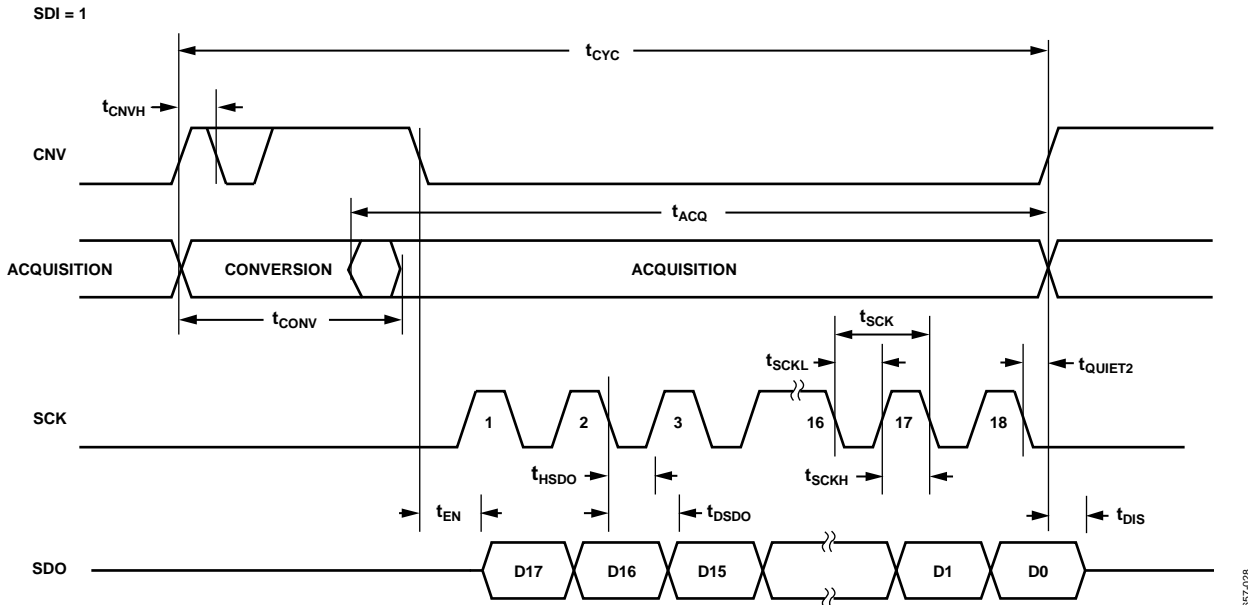 SDI = 1
tCYC
tCNVH
CNV
tACQ
ACQUISITION
CONVERSION
ACQUISITION
tCONV
tSCK
tSCKL
tQUIET2
SCK
1
2
3
16
17
18
tHSDO
tSCKH
tEN
tDSDO
tDIS
SDO
D17
D16
D15
D1
D0